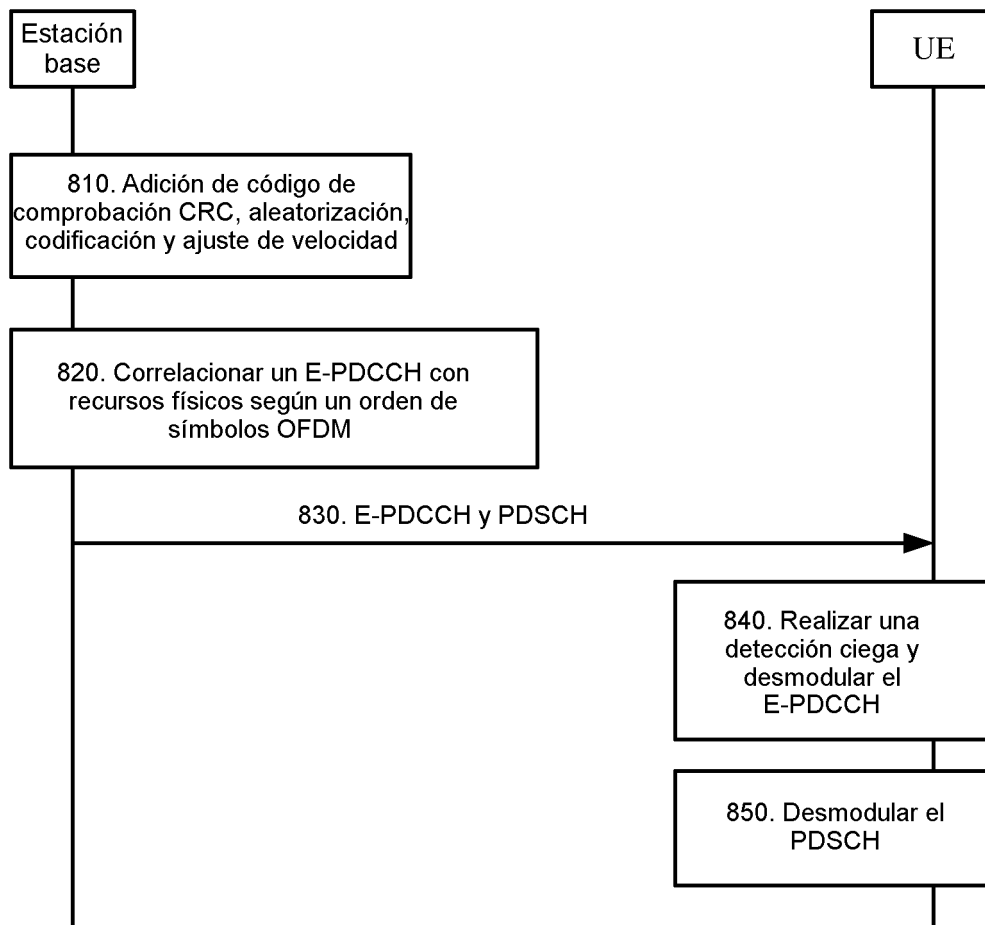 Estación
base
UE
810. Adición de código de
comprobación CRC, aleatorización,
codificación y ajuste de velocidad
820. Correlacionar un E-PDCCH con
recursos físicos según un orden de
símbolos OFDM
830. E-PDCCH y PDSCH
840. Realizar una
detección ciega y
desmodular el
E-PDCCH
850. Desmodular el
PDSCH